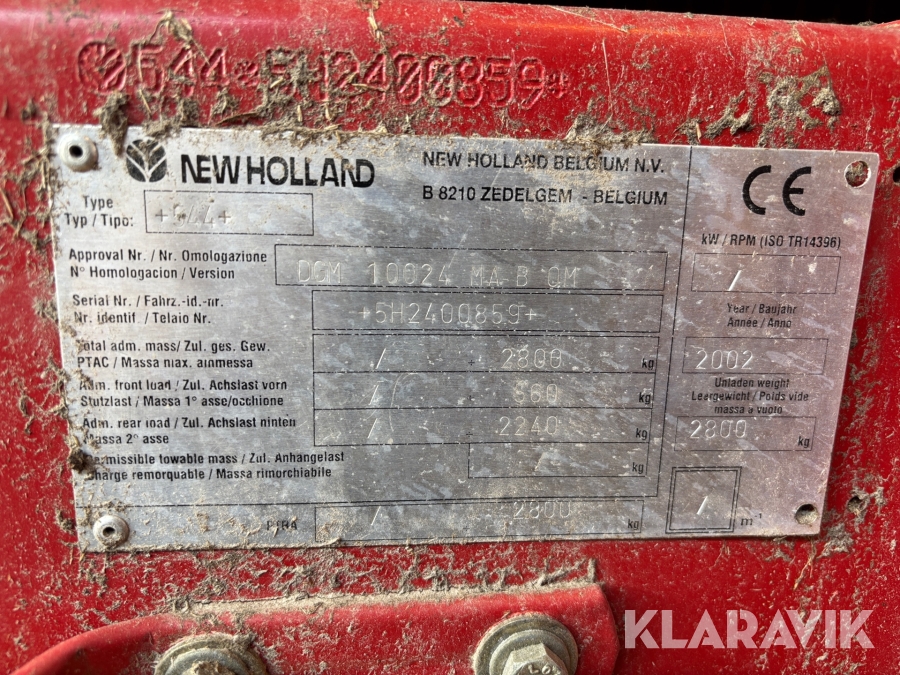 544*5H2400859*
NEW HOLLAND
NEW HOLLAND BELGIUM N.V.
B 8210 ZEDELGEM - BELGIUM
CE
Type
Typ / Tipo: +544+
kW / RPM (ISO TR14396)
/
Approval Nr. / Nr. Omologazione
N° Homologacion / Version
DGM 10024 MA B OM
Serial Nr. / Fahrz.-id.-nr.
Nr. identif. / Telaio Nr.
+5H2400859+
Year / Baujahr
Année / Anno
2002
Total adm. mass / Zul. ges. Gew.
PTAC / Massa max. ammessa
/ - 2800 kg
Unladen weight
Leergewicht / Poids vide
massa a vuoto
2800 kg
Adm. front load / Zul. Achslast vorn
Stutzlast / Massa 1° asse/occhione
/ - 560 kg
Adm. rear load / Zul. Achslast hinten
Massa 2° asse
/ - 2240 kg
missible towable mass / Zul. Anhangelast
Charge remorquable / Massa rimorchiabile
/ kg
/ - 2800 kg
/ m⁻¹
KLARAVIK